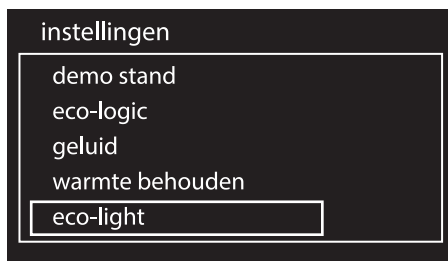 instellingen
demo stand
eco-logic
geluid
warmte behouden
eco-light